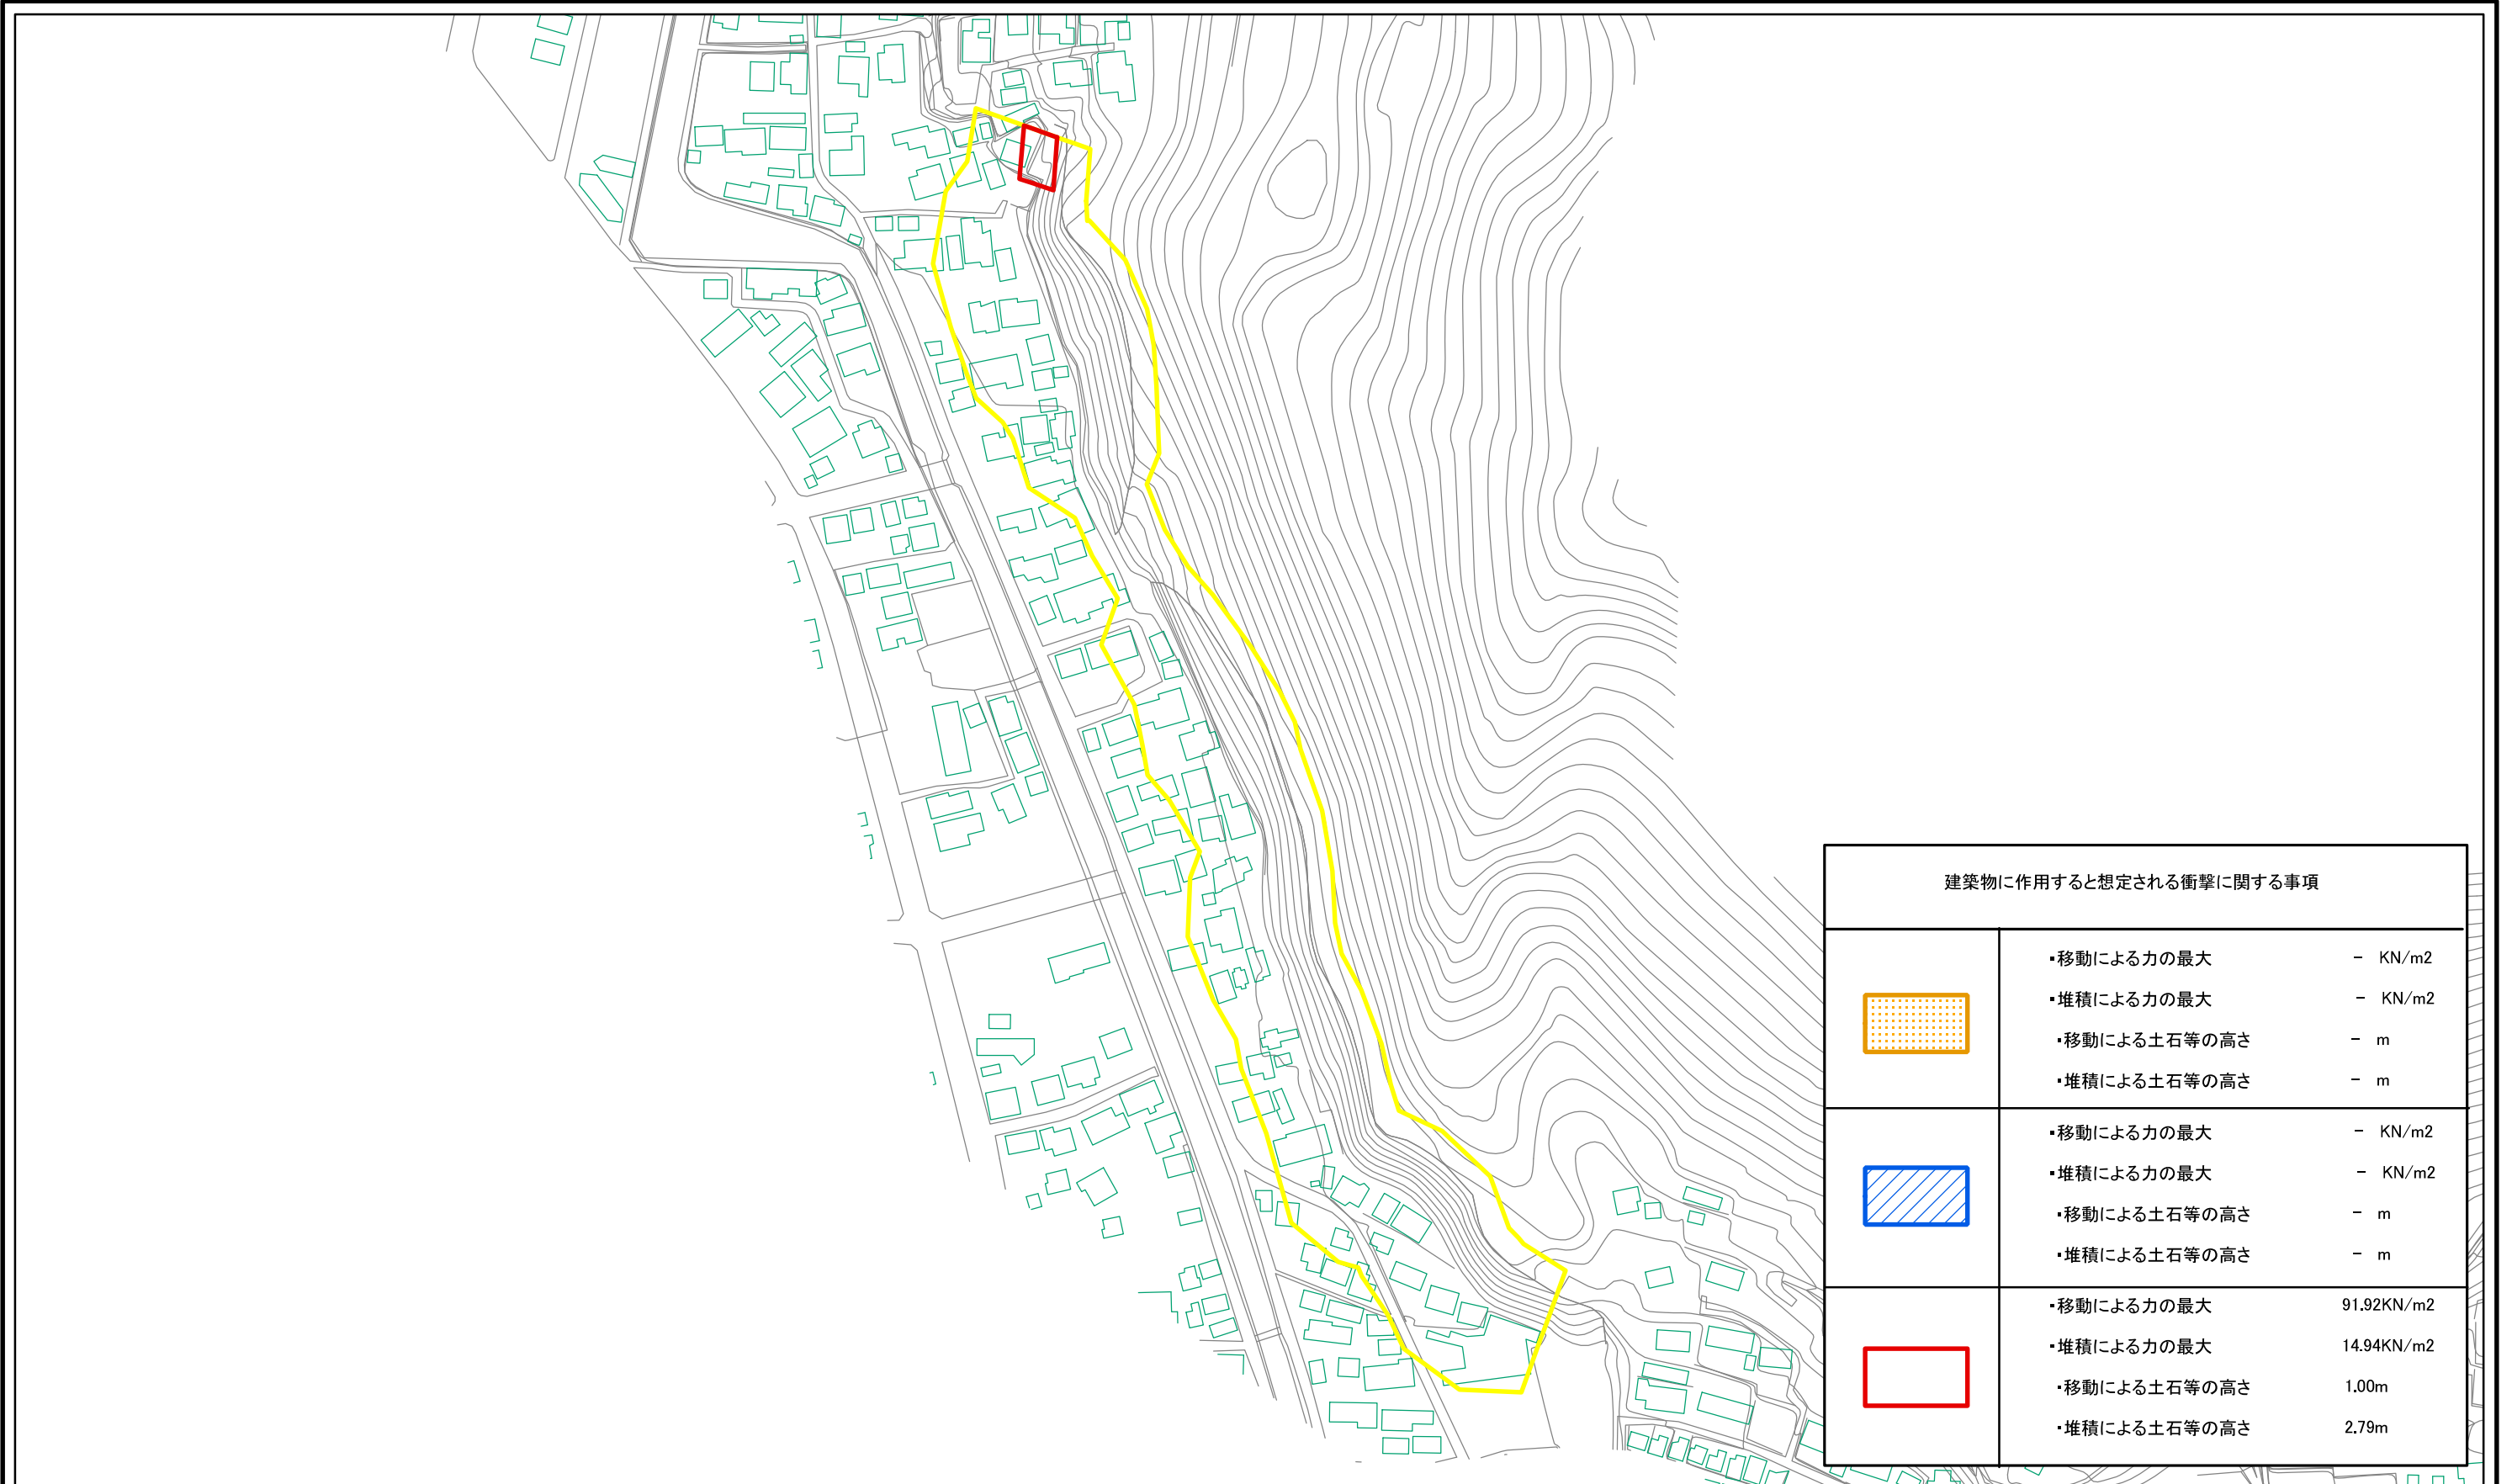 建築物に作用すると想定される衝撃に関する事項
・移動による力の最大 － KN/m2
・堆積による力の最大 － KN/m2
・移動による土石等の高さ － m
・堆積による土石等の高さ － m
・移動による力の最大 － KN/m2
・堆積による力の最大 － KN/m2
・移動による土石等の高さ － m
・堆積による土石等の高さ － m
・移動による力の最大 91.92KN/m2
・堆積による力の最大 14.94KN/m2
・移動による土石等の高さ 1.00m
・堆積による土石等の高さ 2.79m